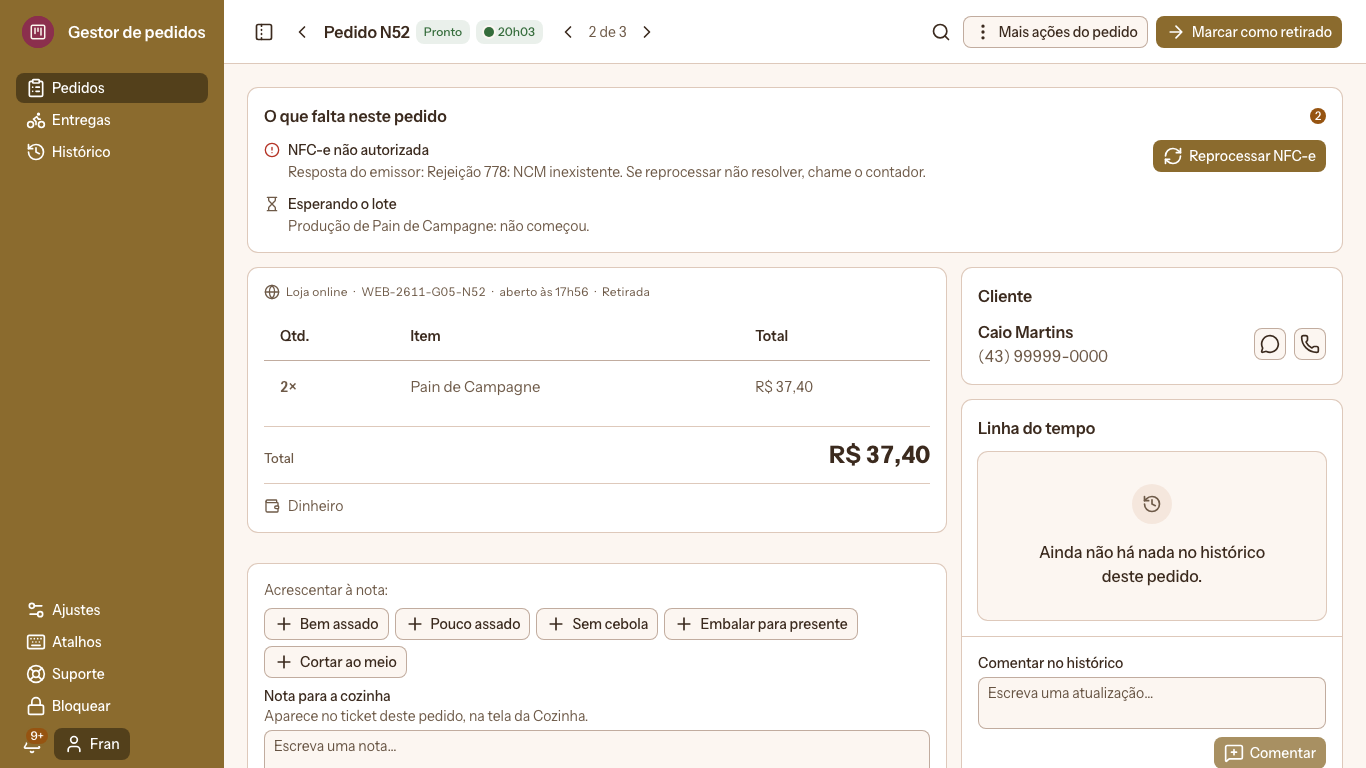 Gestor de pedidos
Pedidos
Entregas
Histórico
Ajustes
Atalhos
Suporte
Bloquear
9+
Fran
Pedido N52
Pronto
20h03
2 de 3
Mais ações do pedido
Marcar como retirado
O que falta neste pedido
2
NFC-e não autorizada
Resposta do emissor: Rejeição 778: NCM inexistente. Se reprocessar não resolver, chame o contador.
Reprocessar NFC-e
Esperando o lote
Produção de Pain de Campagne: não começou.
Loja online · WEB-2611-G05-N52 · aberto às 17h56 · Retirada
Qtd. Item Total
2× Pain de Campagne R$ 37,40
Total R$ 37,40
Dinheiro
Acrescentar à nota:
Bem assado
Pouco assado
Sem cebola
Embalar para presente
Cortar ao meio
Nota para a cozinha
Aparece no ticket deste pedido, na tela da Cozinha.
Escreva uma nota...
Cliente
Caio Martins
(43) 99999-0000
Linha do tempo
Ainda não há nada no histórico
deste pedido.
Comentar no histórico
Escreva uma atualização...
Comentar